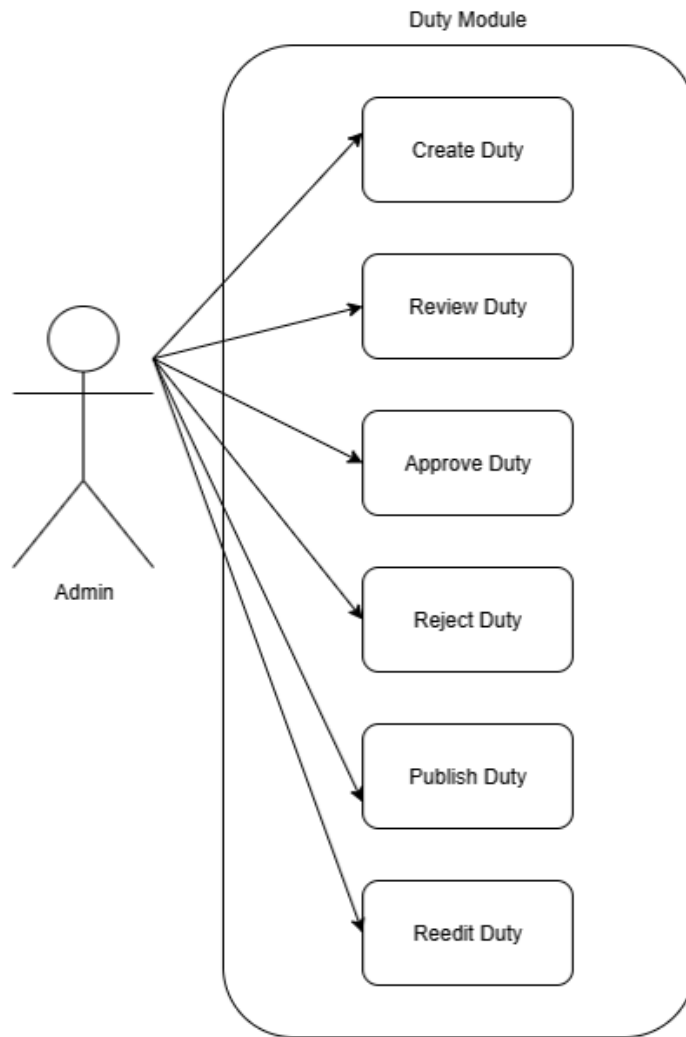 Duty Module
Create Duty
Review Duty
Approve Duty
Reject Duty
Publish Duty
Reedit Duty
Admin